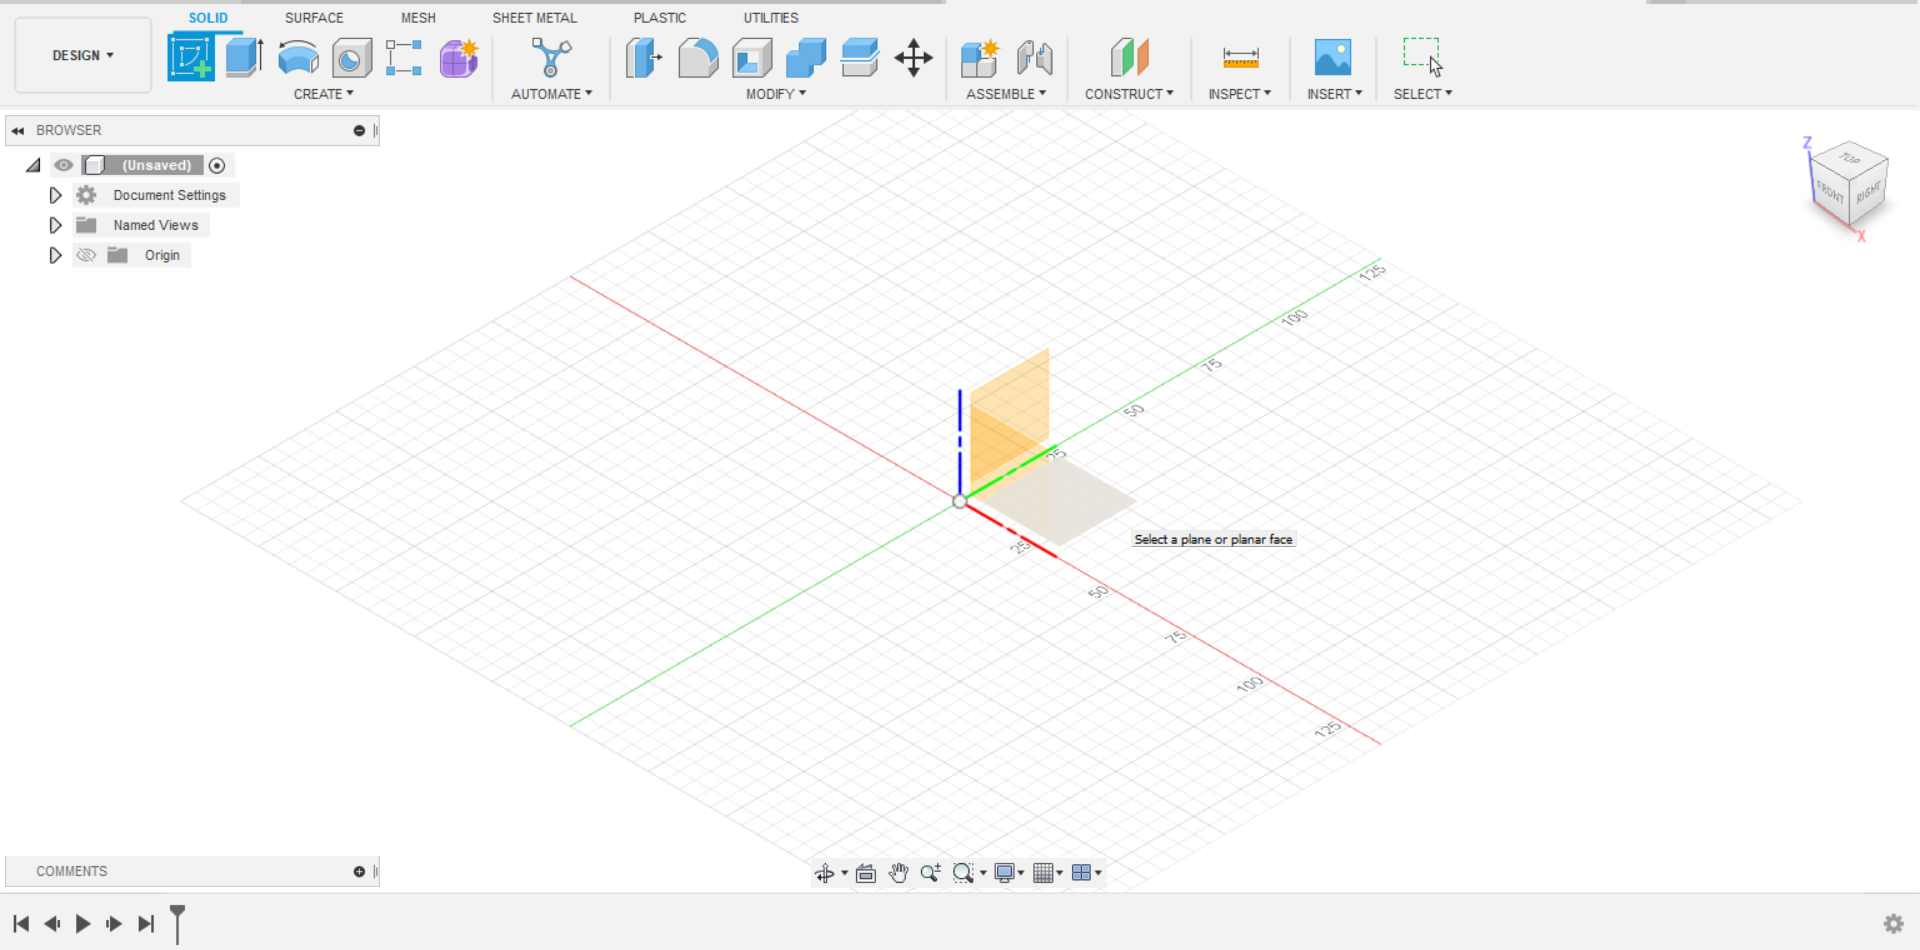 SOLID SURFACE MESH SHEET METAL PLASTIC UTILITIES
DESIGN
CREATE AUTOMATE MODIFY ASSEMBLE CONSTRUCT INSPECT INSERT SELECT
BROWSER
(Unsaved)
Document Settings
Named Views
Origin
Z
TOP
FRONT RIGHT
X
125
100
75
50
25
Select a plane or planar face
25
50
75
100
125
COMMENTS